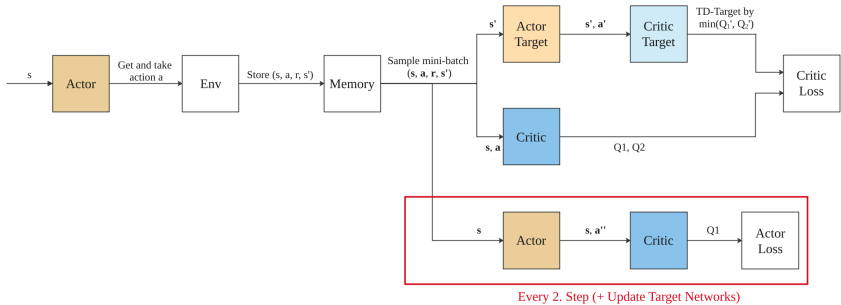 s
Actor
Get and take
action a
Env
Store (s, a, r, s')
Memory
Sample mini-batch
(s, a, r, s')
s'
Actor
Target
s', a'
Critic
Target
TD-Target by
min(Q₁', Q₂')
Critic
Loss
s, a
Critic
Q1, Q2
s
Actor
s, a''
Critic
Q1
Actor
Loss
Every 2. Step (+ Update Target Networks)